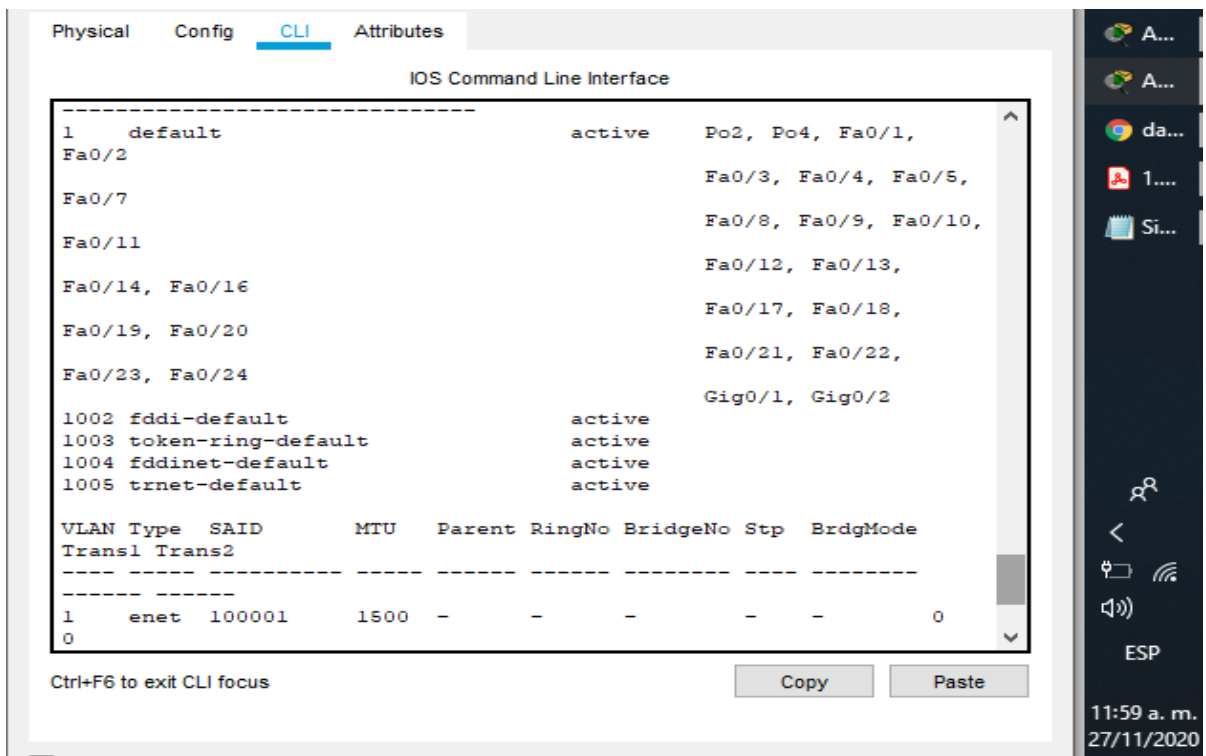 Physical Config CLI Attributes
IOS Command Line Interface
--------------------------------
1 default active Po2, Po4, Fa0/1,
Fa0/2
Fa0/3, Fa0/4, Fa0/5,
Fa0/7
Fa0/8, Fa0/9, Fa0/10,
Fa0/11
Fa0/12, Fa0/13,
Fa0/14, Fa0/16
Fa0/17, Fa0/18,
Fa0/19, Fa0/20
Fa0/21, Fa0/22,
Fa0/23, Fa0/24
Gig0/1, Gig0/2
1002 fddi-default active
1003 token-ring-default active
1004 fddinet-default active
1005 trnet-default active
VLAN Type SAID MTU Parent RingNo BridgeNo Stp BrdgMode
Trans1 Trans2
---- ----- ---------- ----- ------ ------ -------- ---- --------
------ ------
1 enet 100001 1500 - - - - - 0
0
Ctrl+F6 to exit CLI focus
Copy Paste
A...
A...
da...
1....
Si...
ESP
11:59 a. m.
27/11/2020